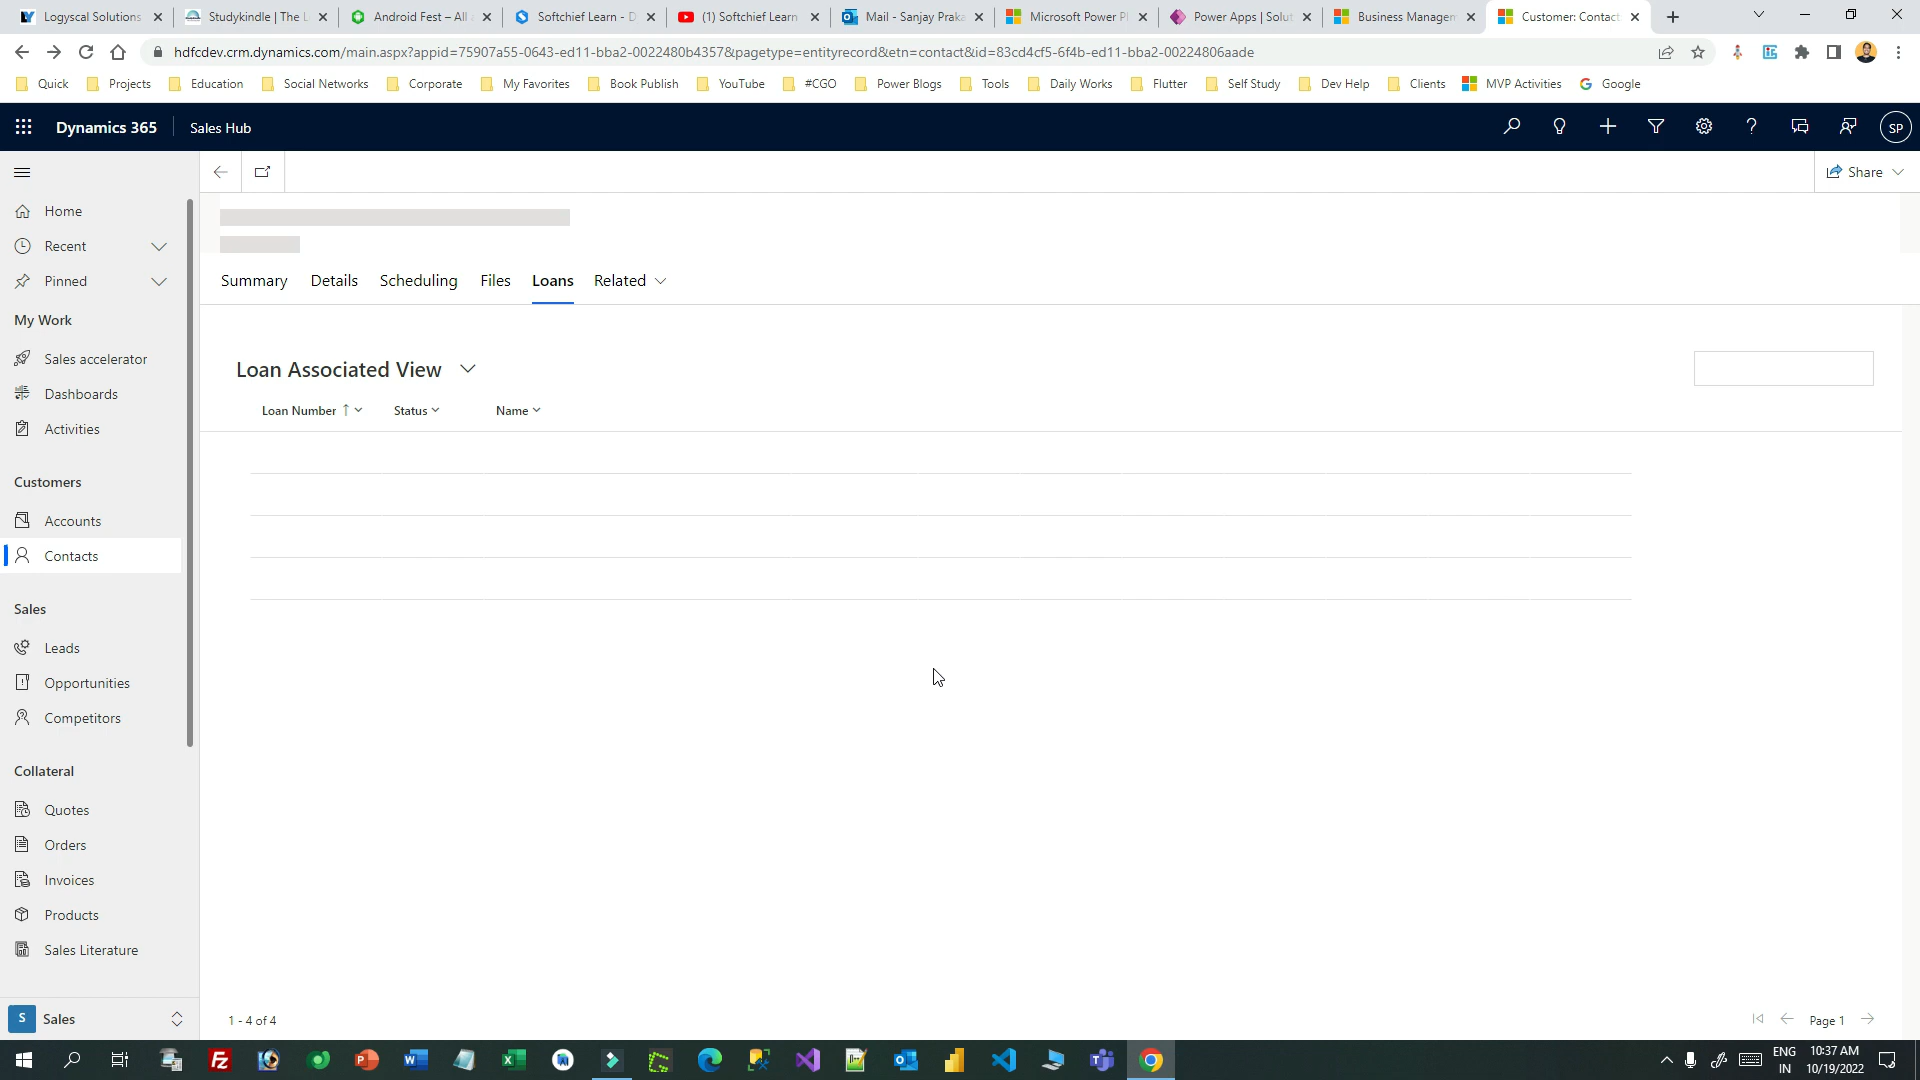 Logyscal Solutions
Studykindle | The L
Android Fest – All
Softchief Learn - D
(1) Softchief Learn
Mail - Sanjay Praka
Microsoft Power Pl
Power Apps | Solut
Business Managem
Customer: Contact
hdfcdev.crm.dynamics.com/main.aspx?appid=75907a55-0643-ed11-bba2-0022480b4357&pagetype=entityrecord&etn=contact&id=83cd4cf5-6f4b-ed11-bba2-00224806aade
Quick
Projects
Education
Social Networks
Corporate
My Favorites
Book Publish
YouTube
#CGO
Power Blogs
Tools
Daily Works
Flutter
Self Study
Dev Help
Clients
MVP Activities
Google
Dynamics 365
Sales Hub
SP
Share
Home
Recent
Pinned
My Work
Sales accelerator
Dashboards
Activities
Customers
Accounts
Contacts
Sales
Leads
Opportunities
Competitors
Collateral
Quotes
Orders
Invoices
Products
Sales Literature
S Sales
Summary Details Scheduling Files Loans Related
Loan Associated View
Loan Number Status Name
1 - 4 of 4
Page 1
ENG
IN
10:37 AM
10/19/2022